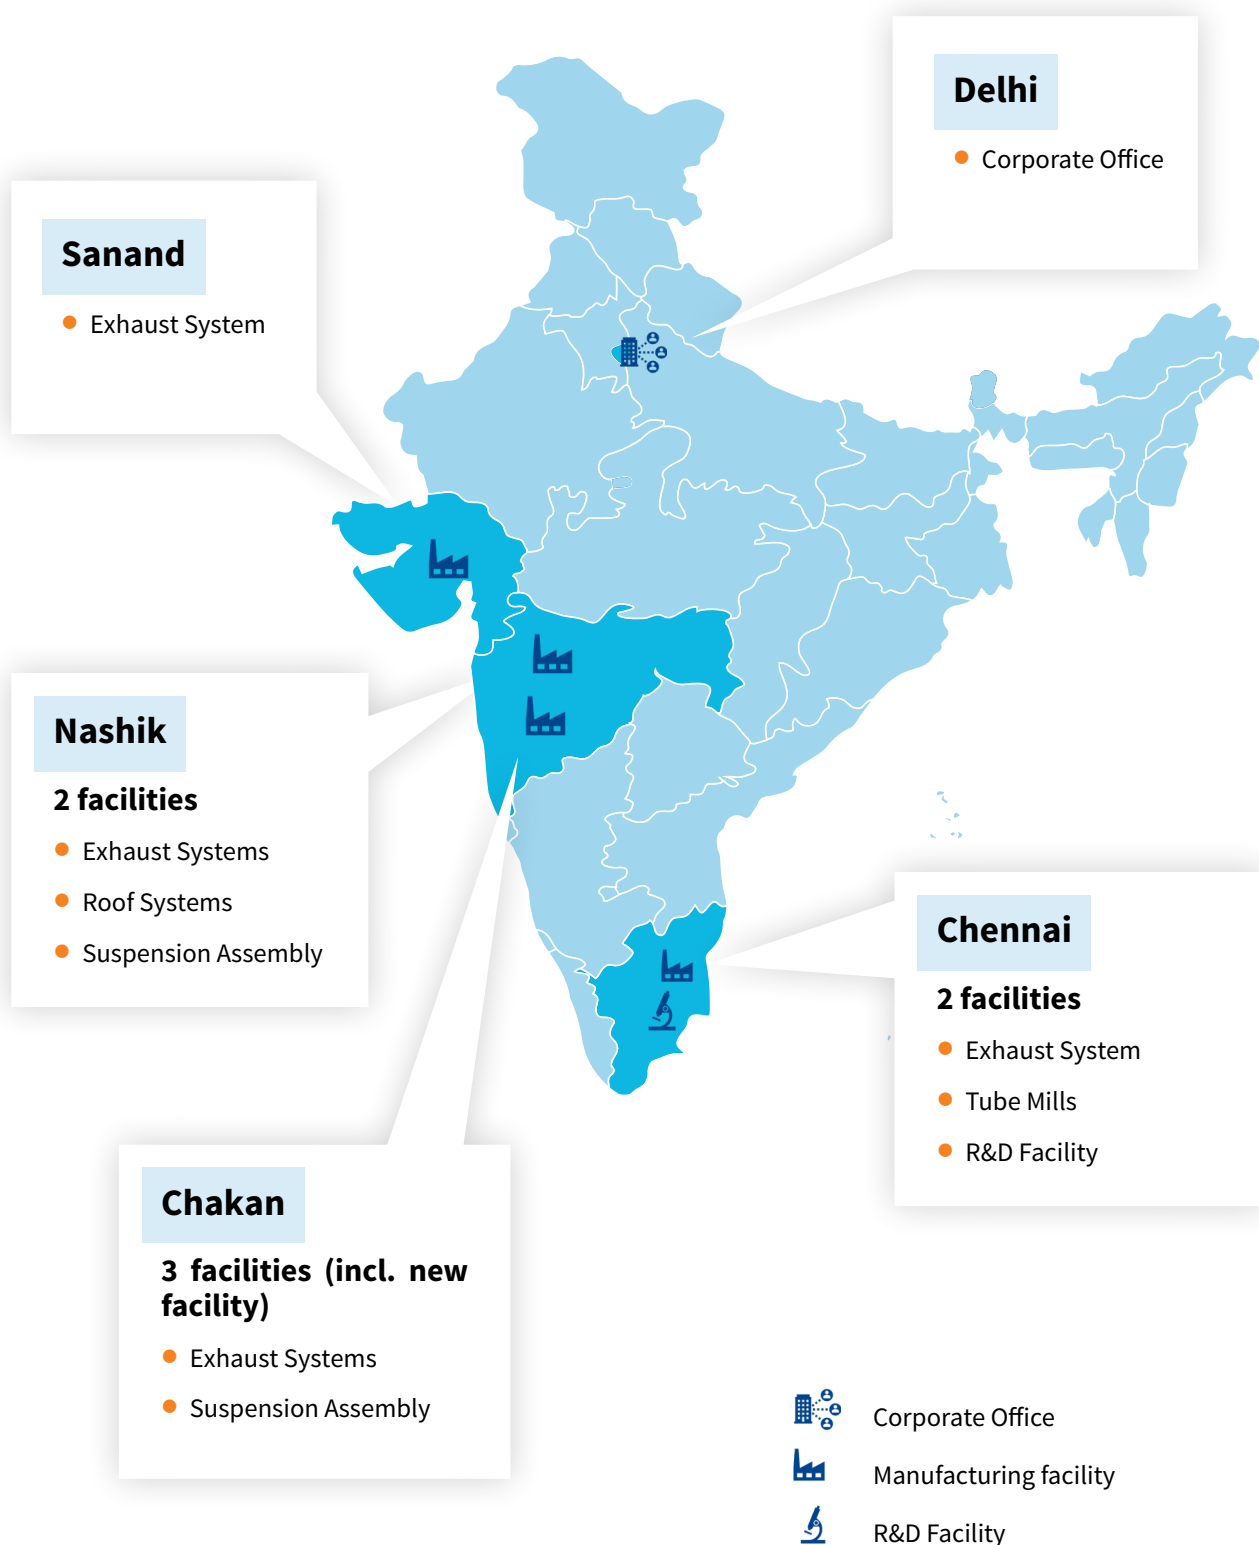 Delhi
Corporate Office
Sanand
Exhaust System
Nashik
2 facilities
Exhaust Systems
Roof Systems
Suspension Assembly
Chennai
2 facilities
Exhaust System
Tube Mills
R&D Facility
Chakan
3 facilities (incl. new
facility)
Exhaust Systems
Suspension Assembly
Corporate Office
Manufacturing facility
R&D Facility